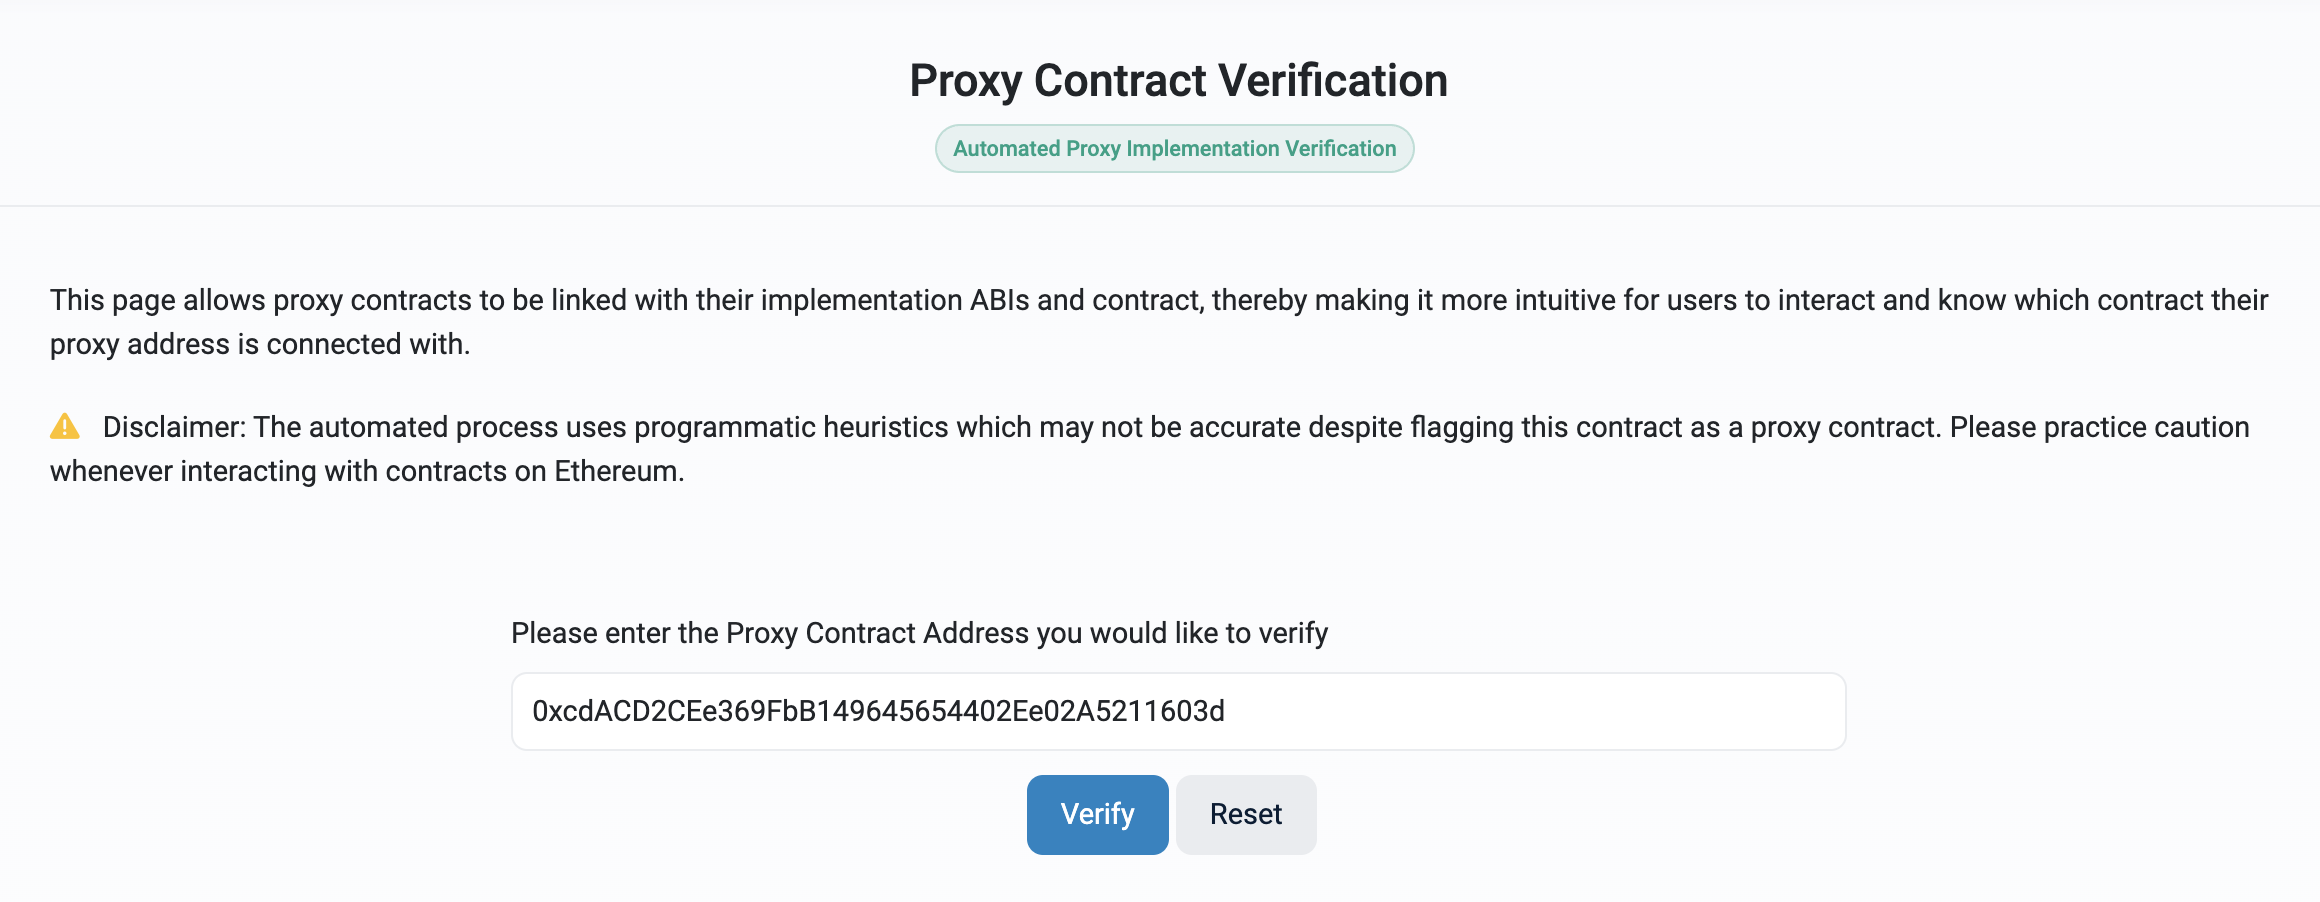 Proxy Contract Verification
Automated Proxy Implementation Verification
This page allows proxy contracts to be linked with their implementation ABIs and contract, thereby making it more intuitive for users to interact and know which contract their
proxy address is connected with.
Disclaimer: The automated process uses programmatic heuristics which may not be accurate despite flagging this contract as a proxy contract. Please practice caution
whenever interacting with contracts on Ethereum.
Please enter the Proxy Contract Address you would like to verify
0xcdACD2CEe369FbB149645654402Ee02A5211603d
Verify Reset